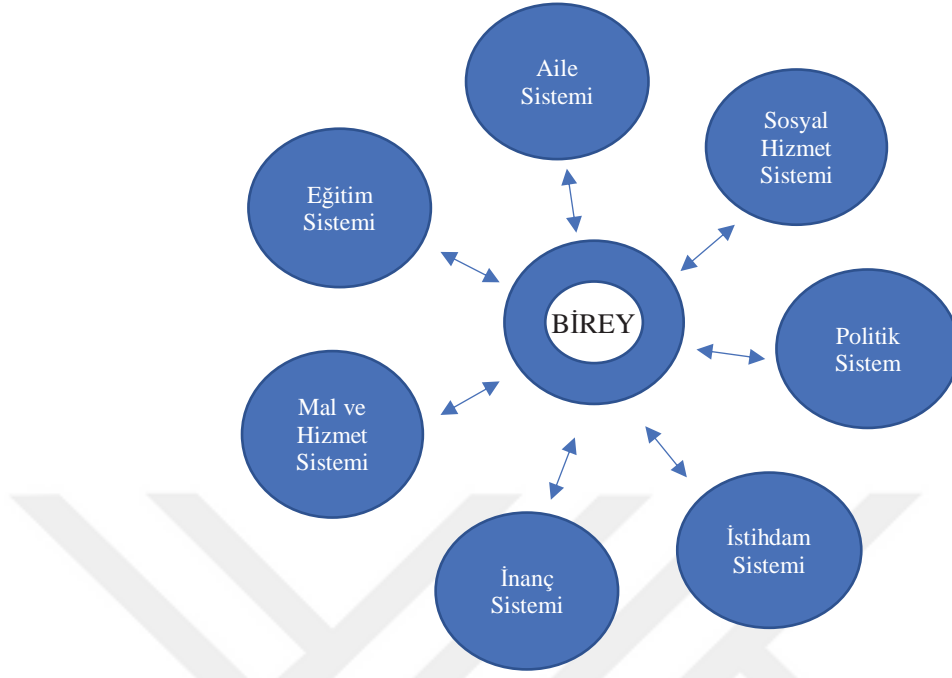 Aile
Sistemi
Sosyal
Hizmet
Sistemi
Eğitim
Sistemi
BİREY
Politik
Sistem
Mal ve
Hizmet
Sistemi
İstihdam
Sistemi
İnanç
Sistemi